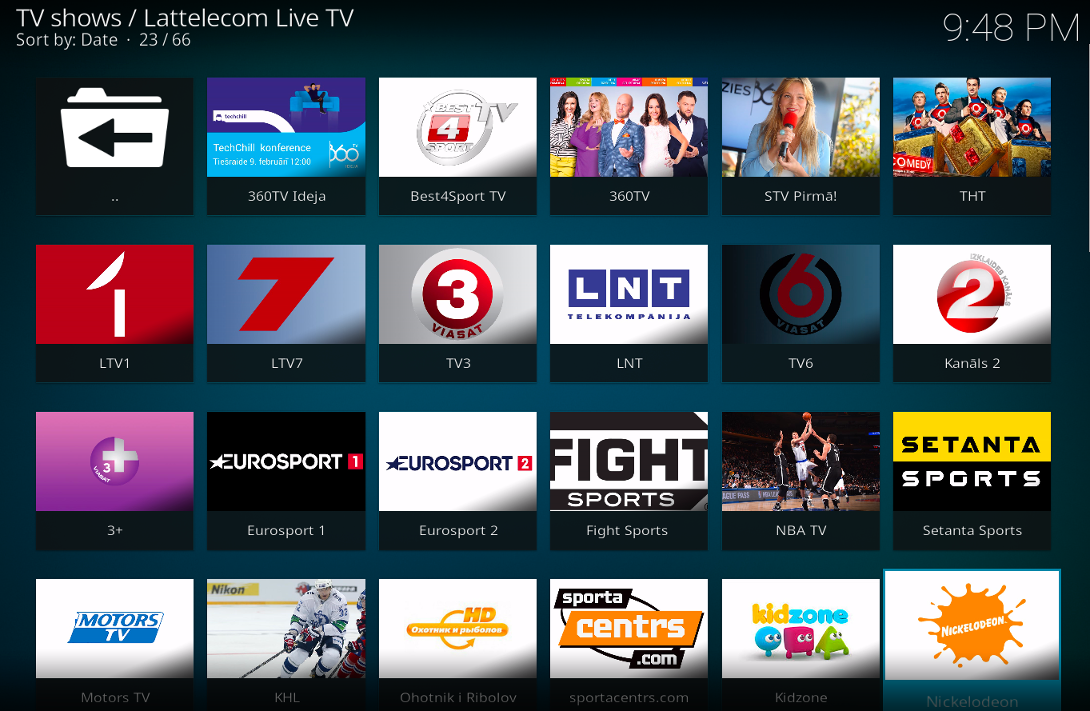 TV shows / Lattelecom Live TV
9:48 PM
Sort by: Date · 23 / 66
techchill
TechChill konference
Tiešraide 9. februārī 12:00
360
TV
BEST
TV
4
SPORT
ZIES
COMEDY
..
360TV Ideja
Best4Sport TV
360TV
STV Pirmā!
ТНТ
1
7
3
VIASAT
LNT
TELEKOMPANIJA
6
VIASAT
IZKLAIDES KANĀLS
2
LTV1
LTV7
TV3
LNT
TV6
Kanāls 2
3
VIASAT
EUROSPORT 1
EUROSPORT 2
FIGHT
SPORTS
SETANTA
SPORTS
3+
Eurosport 1
Eurosport 2
Fight Sports
NBA TV
Setanta Sports
MOTORS
TV
Nikon
HD
Охотник и рыболов
sporta
centrs
.com
kidzone
NICKELODEON
Motors TV
KHL
Ohotnik i Ribolov
sportacentrs.com
Kidzone
Nickelodeon